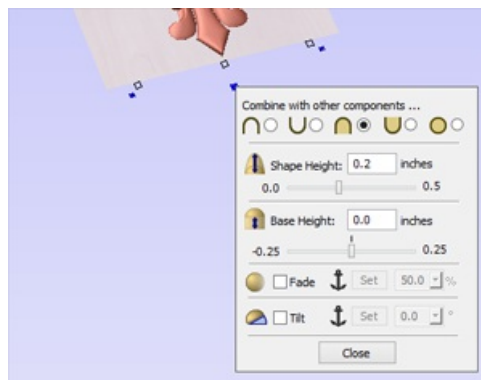 Combine with other components ...
Shape Height: 0.2 inches
0.0 0.5
Base Height: 0.0 inches
-0.25 0.25
Fade Set 50.0 %
Tilt Set 0.0 °
Close